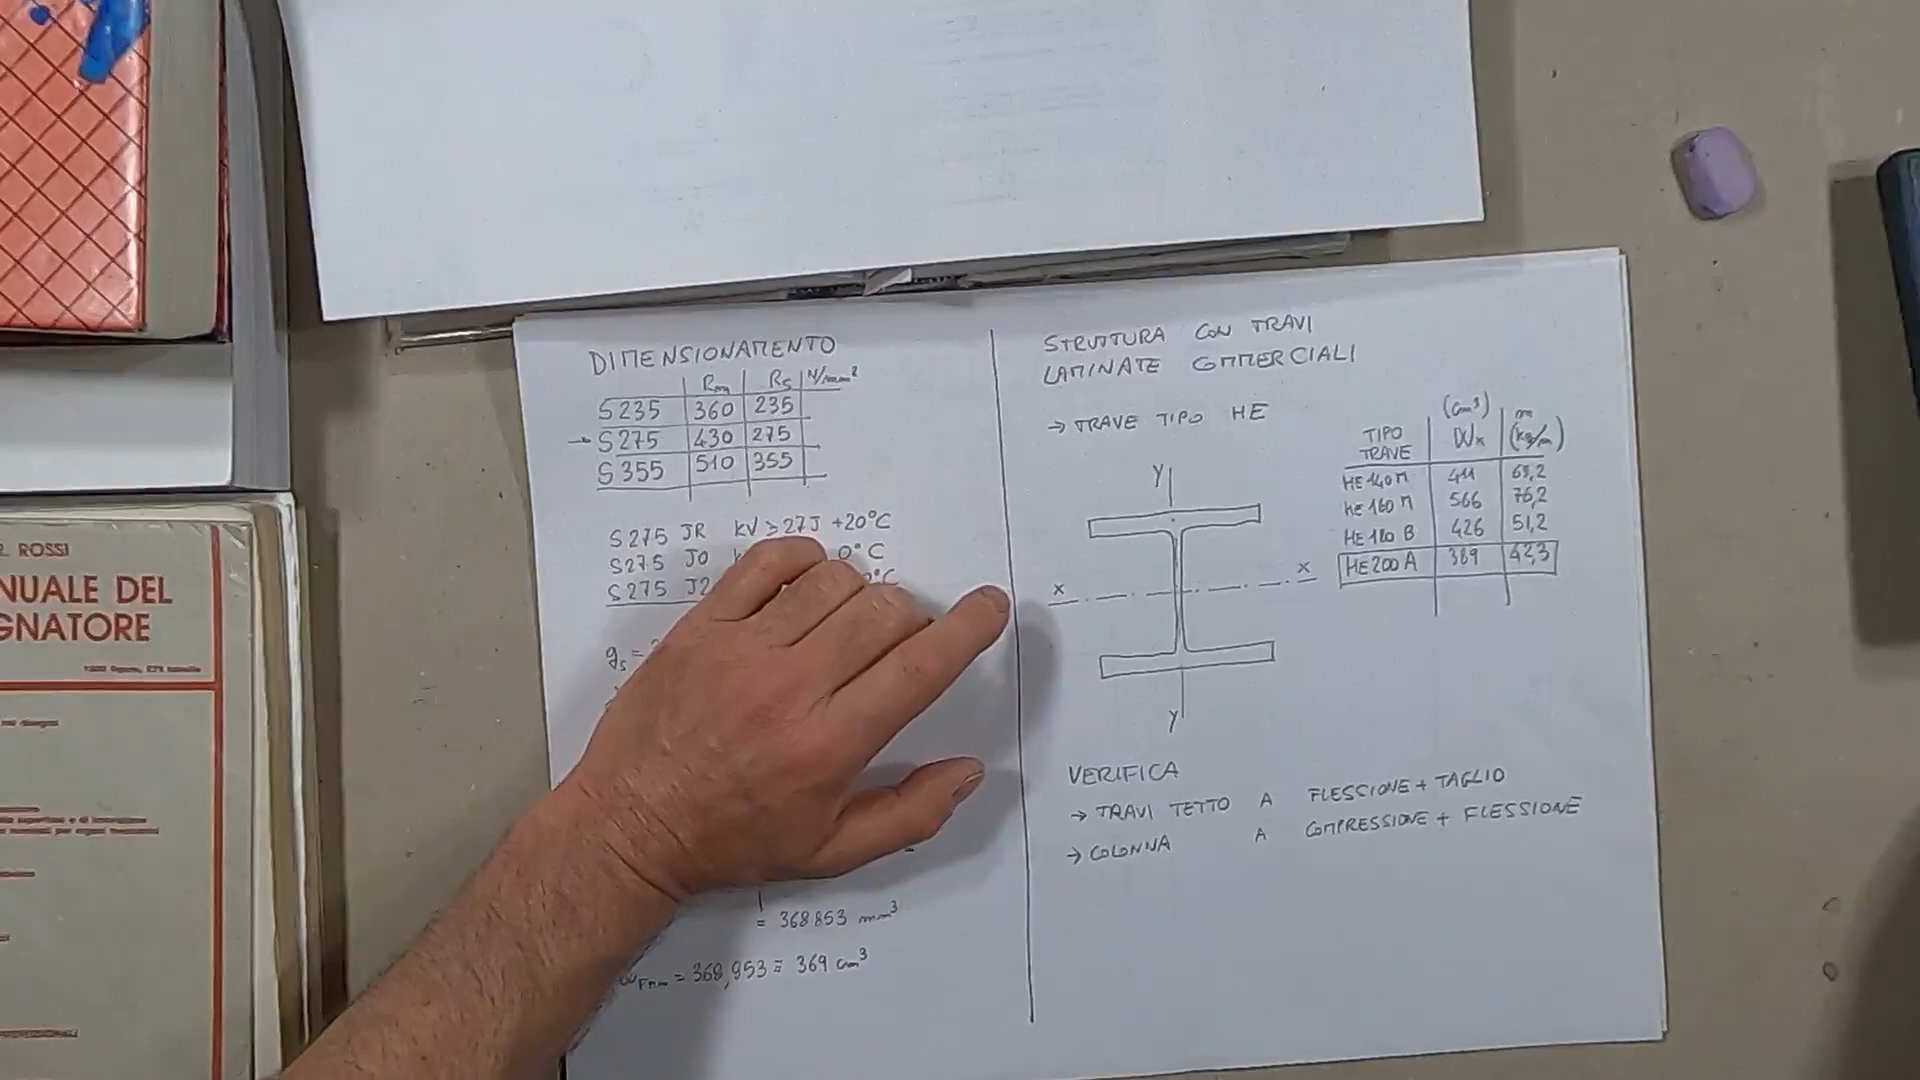 . ROSSI
NUALE DEL
GNATORE
DIMENSIONAMENTO
Rm RS N/mm²
S235 360 235
→ S275 430 275
S355 510 355
S275 JR KV ≥ 27J +20°C
S275 J0 0°C
S275 J2 °C
gs =
= 368853 mm³
= 368,953 ≅ 369 cm³
STRUTTURA CON TRAVI
LAMINATE COMMERCIALI
→ TRAVE TIPO HE
Y
x x
Y
(cm³) m
TIPO TRAVE Wx (kg/m)
HE 140 M 411 63,2
HE 160 M 566 76,2
HE 180 B 426 51,2
HE 200 A 389 42,3
VERIFICA
→ TRAVI TETTO A FLESSIONE + TAGLIO
→ COLONNA A COMPRESSIONE + FLESSIONE